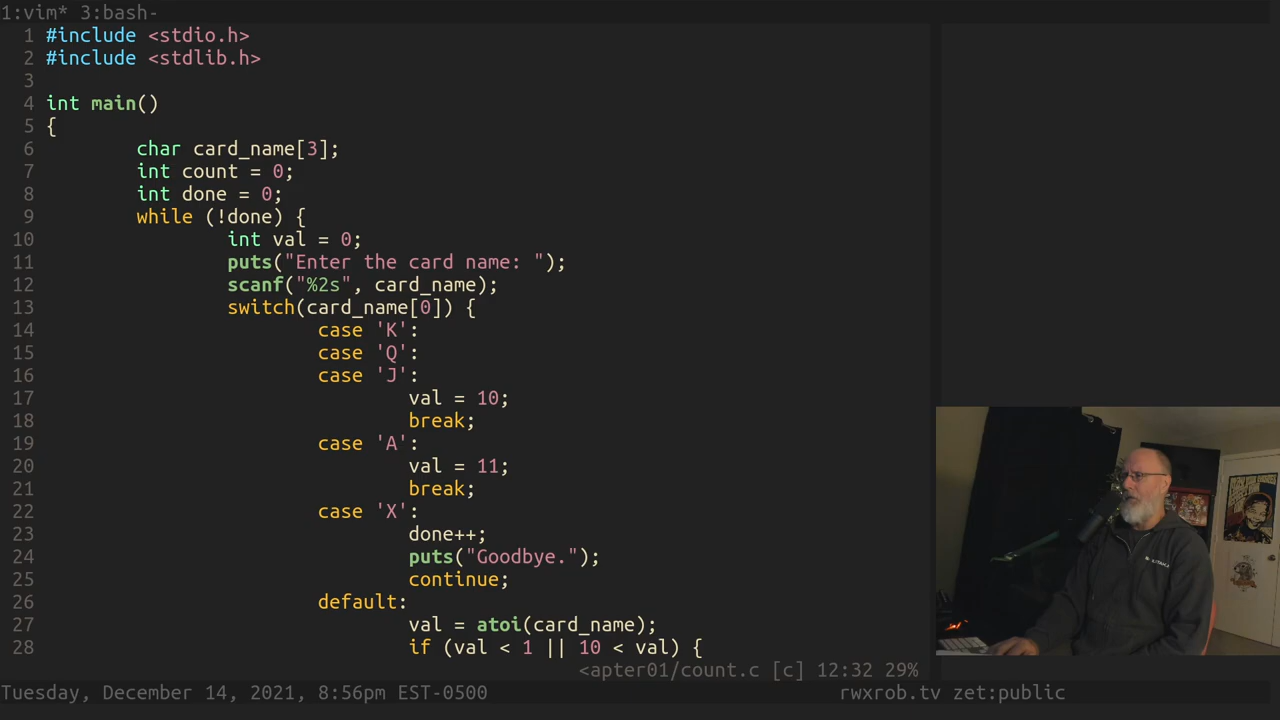 1:vim* 3:bash-
1 #include <stdio.h>
2 #include <stdlib.h>
3
4 int main()
5 {
6 char card_name[3];
7 int count = 0;
8 int done = 0;
9 while (!done) {
10 int val = 0;
11 puts("Enter the card name: ");
12 scanf("%2s", card_name);
13 switch(card_name[0]) {
14 case 'K':
15 case 'Q':
16 case 'J':
17 val = 10;
18 break;
19 case 'A':
20 val = 11;
21 break;
22 case 'X':
23 done++;
24 puts("Goodbye.");
25 continue;
26 default:
27 val = atoi(card_name);
28 if (val < 1 || 10 < val) {
<apter01/count.c [c] 12:32 29%
Tuesday, December 14, 2021, 8:56pm EST-0500 rwxrob.tv zet:public